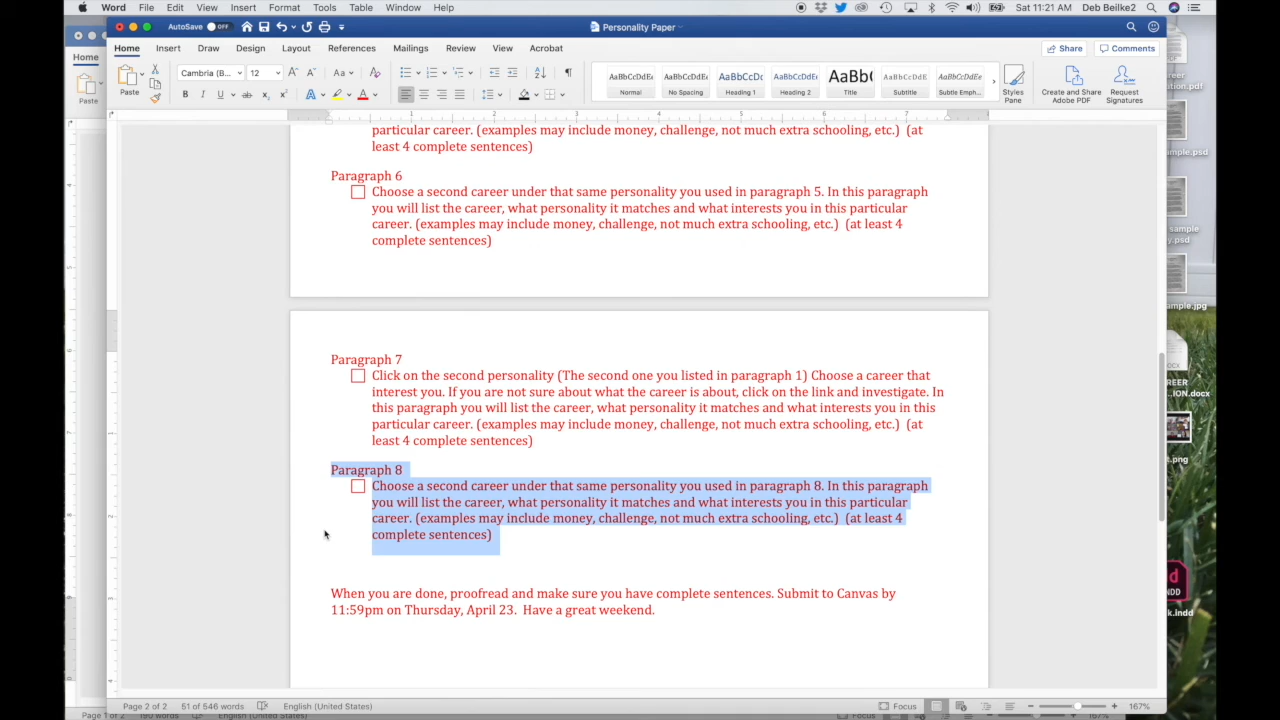 Word File Edit View Insert Format Tools Table Window Help Sat 11:21 AM Deb Beilke2
AutoSave OFF Personality Paper
Home Insert Draw Design Layout References Mailings Review View Acrobat Share Comments
Home
Paste
Paste
Cambria (B... 12
AaBbCcDdEe AaBbCcDdEe AaBbCcDc AaBbCcDdEe AaBb( AaBbCcDdEe AaBbCcDdEe
Normal No Spacing Heading 1 Heading 2 Title Subtitle Subtle Emph...
Styles Pane
Create and Share Adobe PDF
Request Signatures
particular career. (examples may include money, challenge, not much extra schooling, etc.)  (at
least 4 complete sentences)
Paragraph 6
Choose a second career under that same personality you used in paragraph 5. In this paragraph
you will list the career, what personality it matches and what interests you in this particular
career. (examples may include money, challenge, not much extra schooling, etc.)  (at least 4
complete sentences)
Paragraph 7
Click on the second personality (The second one you listed in paragraph 1) Choose a career that
interest you. If you are not sure about what the career is about, click on the link and investigate. In
this paragraph you will list the career, what personality it matches and what interests you in this
particular career. (examples may include money, challenge, not much extra schooling, etc.)  (at
least 4 complete sentences)
Paragraph 8
Choose a second career under that same personality you used in paragraph 8. In this paragraph
you will list the career, what personality it matches and what interests you in this particular
career. (examples may include money, challenge, not much extra schooling, etc.)  (at least 4
complete sentences)
When you are done, proofread and make sure you have complete sentences. Submit to Canvas by
11:59pm on Thursday, April 23.  Have a great weekend.
Page 2 of 2 51 of 546 words English (United States) Focus 167%